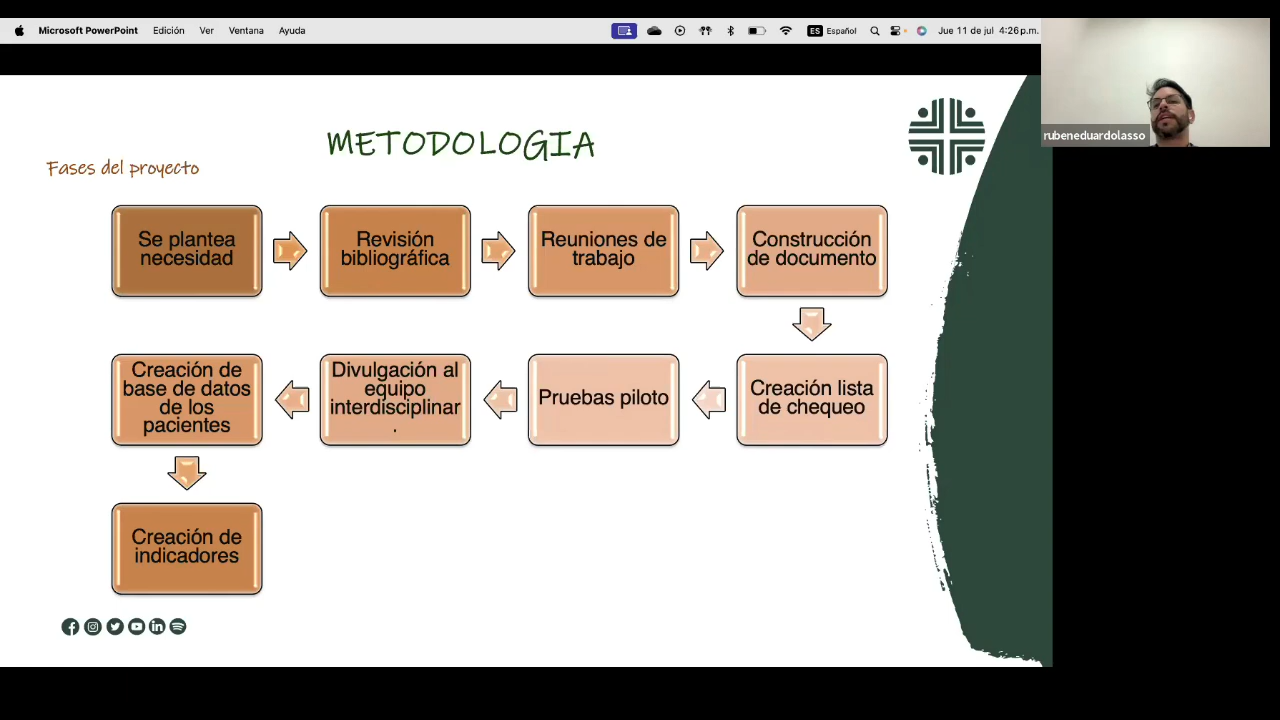 Microsoft PowerPoint Edición Ver Ventana Ayuda ES Español Jue 11 de jul 4:26 p.m.
rubeneduardolasso
METODOLOGIA
Fases del proyecto
Se plantea
necesidad
Revisión
bibliográfica
Reuniones de
trabajo
Construcción
de documento
Creación lista
de chequeo
Pruebas piloto
Divulgación al
equipo
interdisciplinar
.
Creación de
base de datos
de los
pacientes
Creación de
indicadores